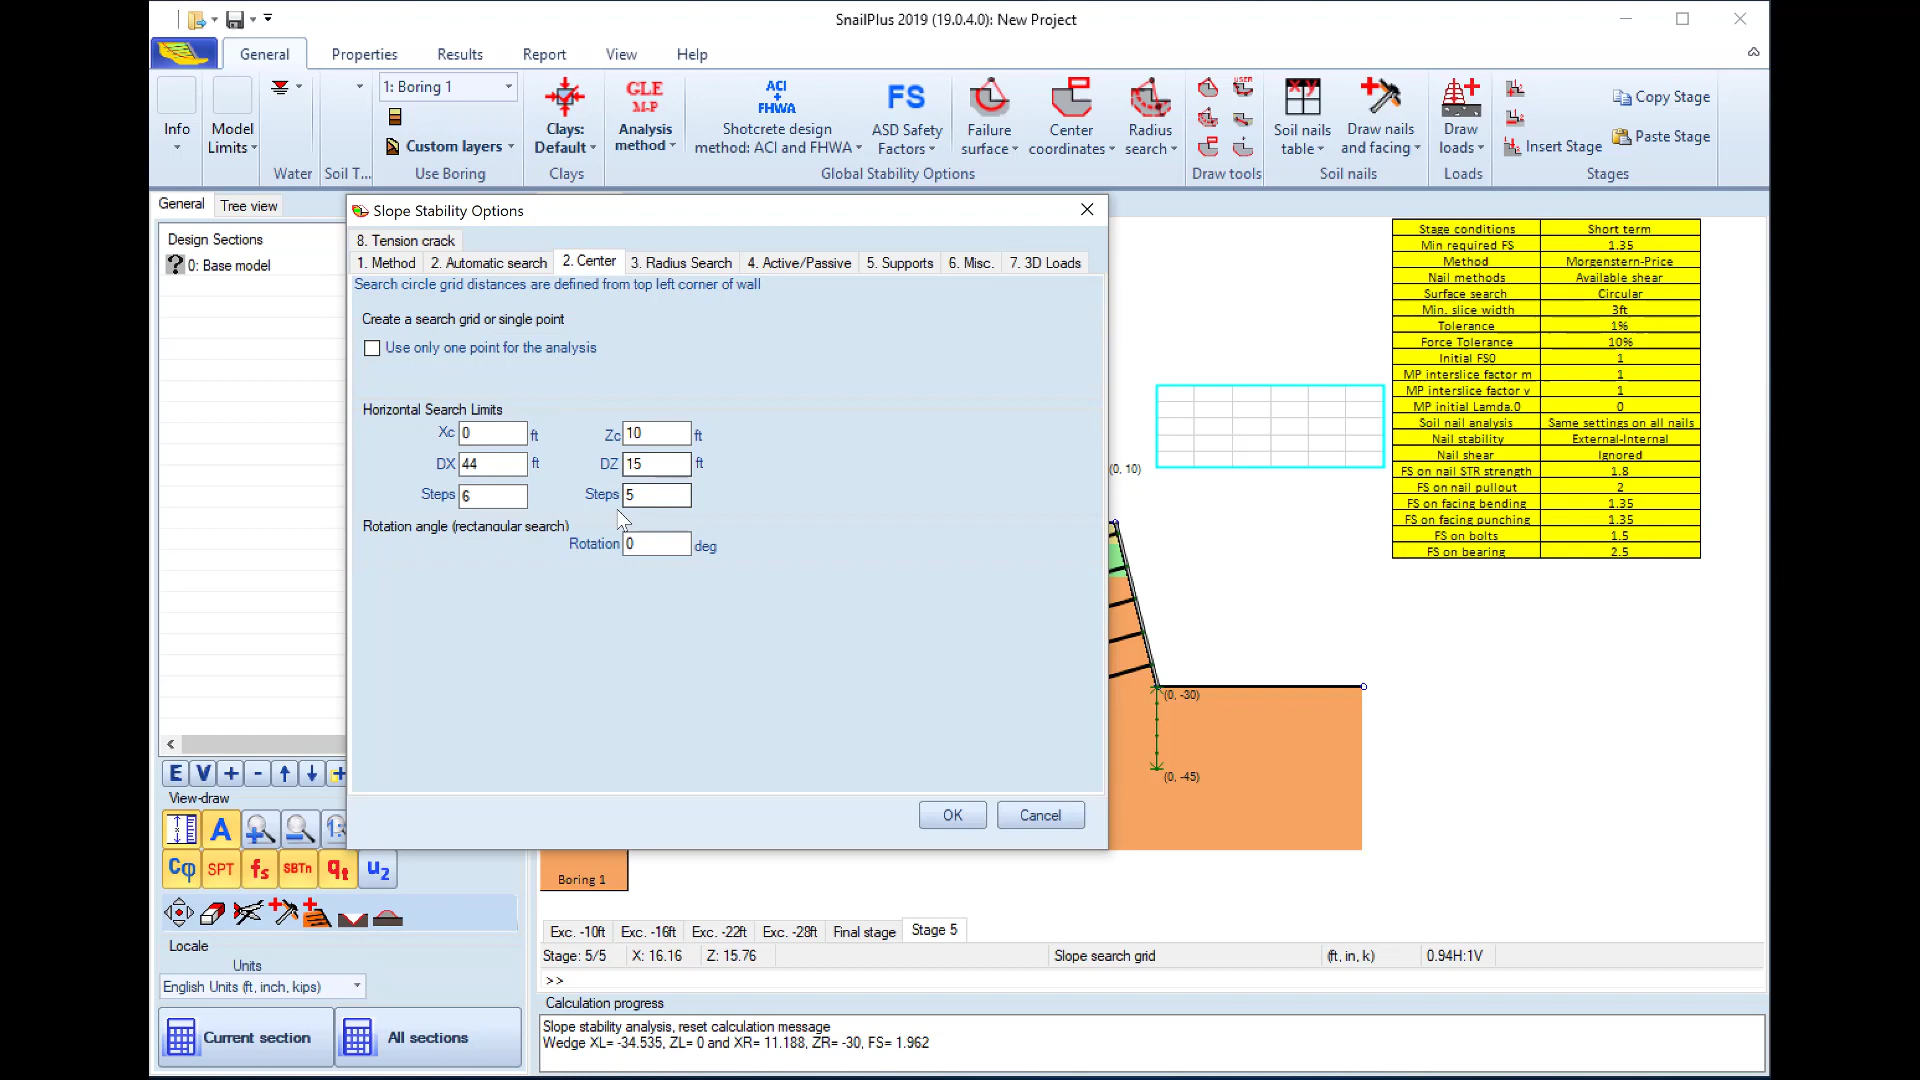 SnailPlus 2019 (19.0.4.0): New Project
General
Properties
Results
Report
View
Help
Info
Model Limits
Water
Soil T...
1: Boring 1
Custom layers
Use Boring
Clays: Default
Clays
GLE M-P
Analysis method
ACI + FHWA
Shotcrete design method: ACI and FHWA
FS
ASD Safety Factors
Failure surface
Center coordinates
Radius search
Global Stability Options
USER
Draw tools
xy
Soil nails table
Draw nails and facing
Soil nails
Draw loads
Loads
Insert Stage
Copy Stage
Paste Stage
Stages
General
Tree view
Design Sections
0: Base model
Slope Stability Options
8. Tension crack
1. Method
2. Automatic search
2. Center
3. Radius Search
4. Active/Passive
5. Supports
6. Misc.
7. 3D Loads
Search circle grid distances are defined from top left corner of wall
Create a search grid or single point
Use only one point for the analysis
Horizontal Search Limits
Xc 0 ft
Zc 10 ft
DX 44 ft
DZ 15 ft
Steps 6
Steps 5
Rotation angle (rectangular search)
Rotation 0 deg
OK
Cancel
Stage conditions Short term
Min required FS 1.35
Method Morgenstern-Price
Nail methods Available shear
Surface search Circular
Min. slice width 3ft
Tolerance 1%
Force Tolerance 10%
Initial FS0 1
MP interslice factor m 1
MP interslice factor v 1
MP initial Lamda.0 0
Soil nail analysis Same settings on all nails
Nail stability External-Internal
Nail shear Ignored
FS on nail STR strength 1.8
FS on nail pullout 2
FS on facing bending 1.35
FS on facing punching 1.35
FS on bolts 1.5
FS on bearing 2.5
(0, 10)
(0, -30)
(0, -45)
Boring 1
E V + -
View-draw
A
Cφ SPT fs SBTn qt u2
Locale
Units
English Units (ft, inch, kips)
Current section
All sections
Exc. -10ft
Exc. -16ft
Exc. -22ft
Exc. -28ft
Final stage
Stage 5
Stage: 5/5
X: 16.16
Z: 15.76
Slope search grid
(ft, in, k)
0.94H:1V
>>
Calculation progress
Slope stability analysis, reset calculation message
Wedge XL= -34.535, ZL= 0 and XR= 11.188, ZR= -30, FS= 1.962